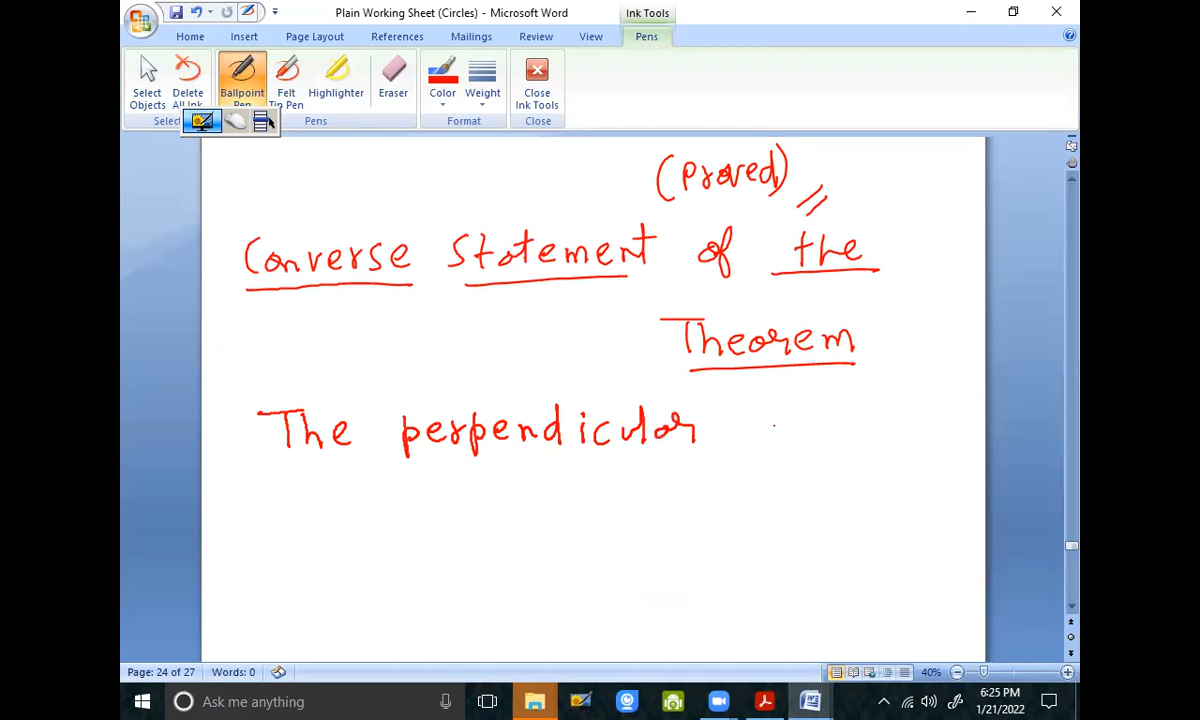 Plain Working Sheet (Circles) - Microsoft Word
Ink Tools
Home Insert Page Layout References Mailings Review View Pens
Select Objects
Delete All Ink
Ballpoint Pen
Felt Tip Pen
Highlighter
Eraser
Color
Weight
Close Ink Tools
Pens
Format
Close
(Proved)
Converse Statement of the
Theorem
The perpendicular
Page: 24 of 27 Words: 0
40%
Ask me anything
6:25 PM
1/21/2022